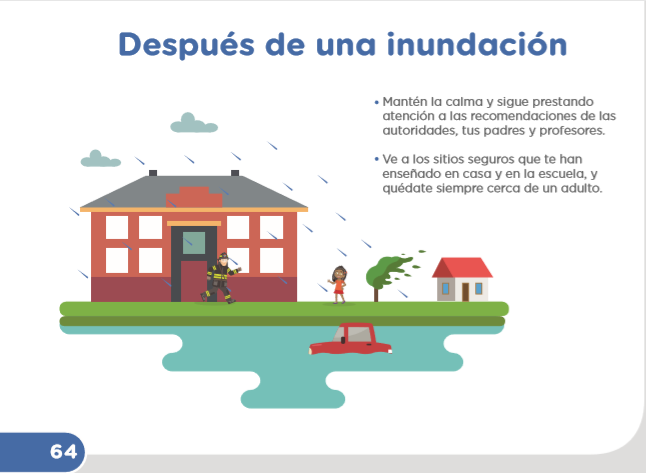 Después de una inundación
• Mantén la calma y sigue prestando
atención a las recomendaciones de las
autoridades, tus padres y profesores.
• Ve a los sitios seguros que te han
enseñado en casa y en la escuela, y
quédate siempre cerca de un adulto.
64